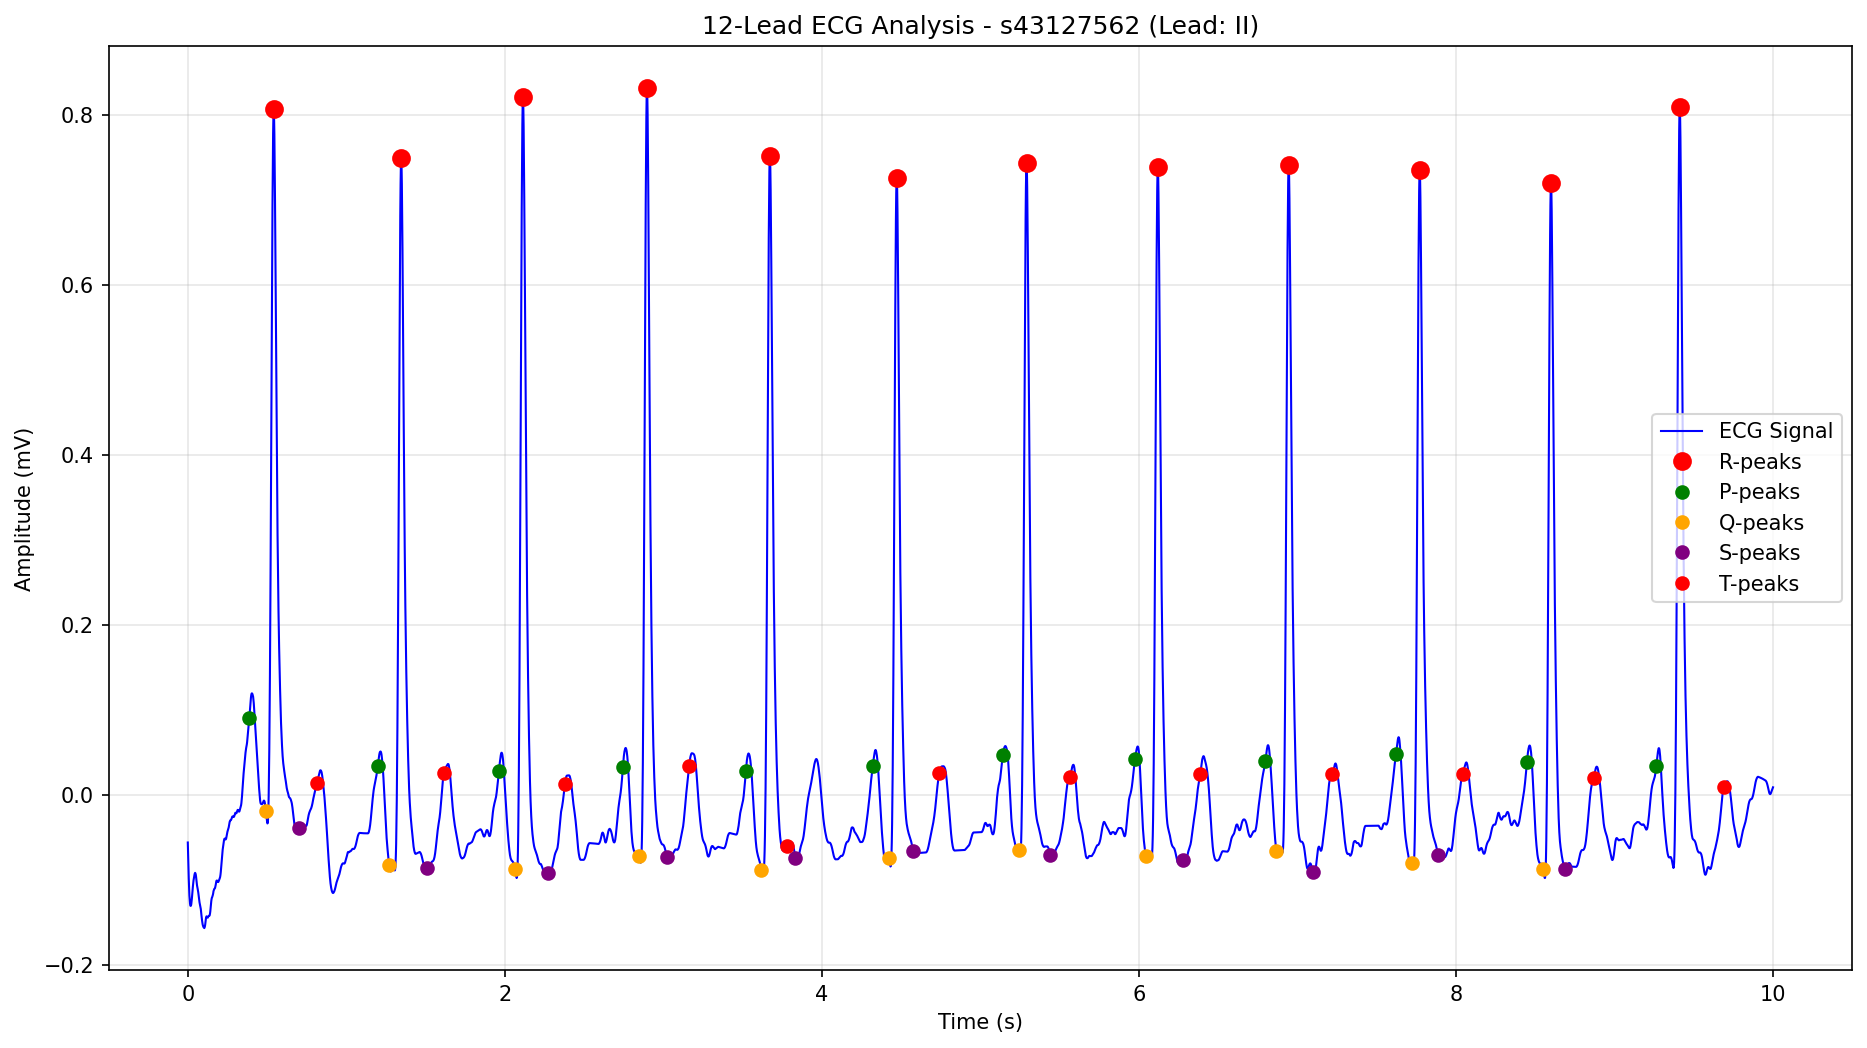 12-Lead ECG Analysis - s43127562 (Lead: II)
Amplitude (mV)
0.8
0.6
0.4
0.2
0.0
−0.2
ECG Signal
R-peaks
P-peaks
Q-peaks
S-peaks
T-peaks
0 2 4 6 8 10
Time (s)